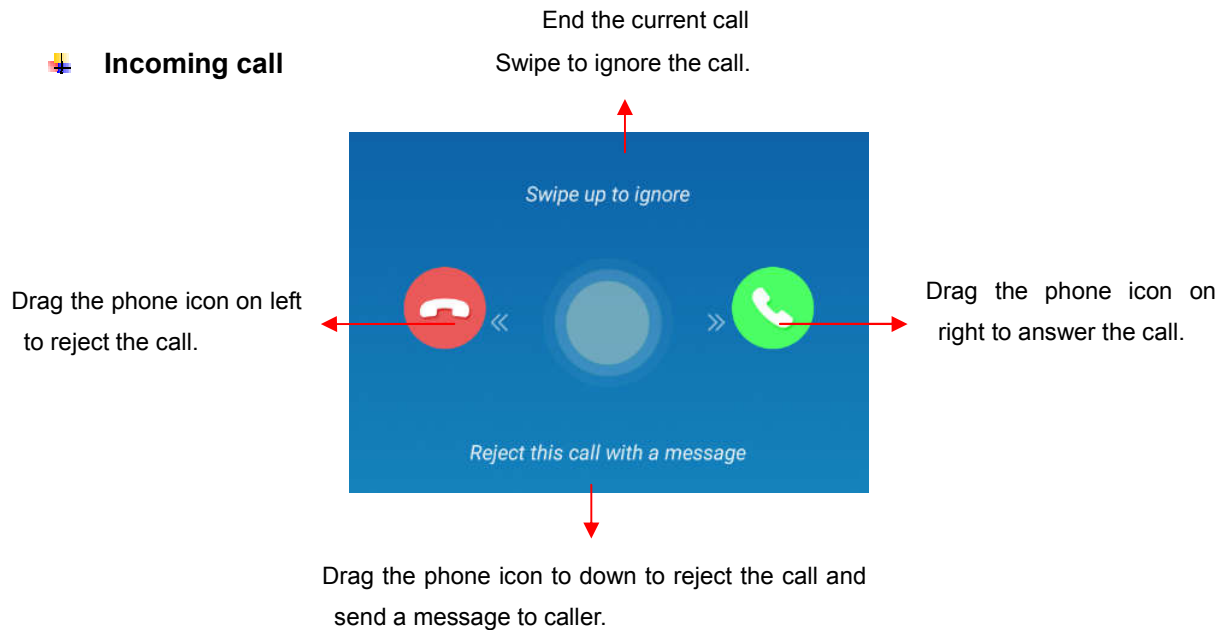 End the current call
Incoming call
Swipe to ignore the call.
Swipe up to ignore
Drag the phone icon on left
to reject the call.
Drag the phone icon on
right to answer the call.
Reject this call with a message
Drag the phone icon to down to reject the call and
send a message to caller.